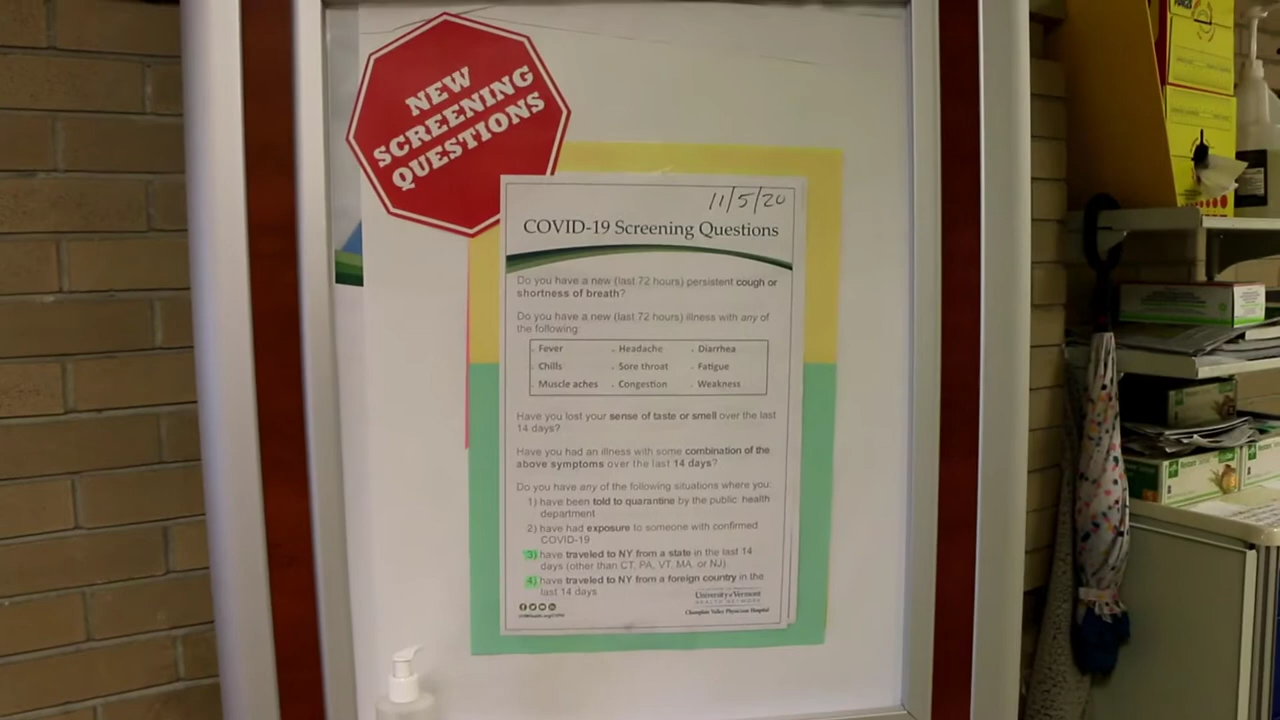 NEW
SCREENING
QUESTIONS
11/5/20
COVID-19 Screening Questions
Do you have a new (last 72 hours) persistent cough or
shortness of breath?
Do you have a new (last 72 hours) illness with any of
the following:
. Fever . Headache . Diarrhea
. Chills . Sore throat . Fatigue
. Muscle aches . Congestion . Weakness
Have you lost your sense of taste or smell over the last
14 days?
Have you had an illness with some combination of the
above symptoms over the last 14 days?
Do you have any of the following situations where you:
1) have been told to quarantine by the public health
department
2) have had exposure to someone with confirmed
COVID-19
3) have traveled to NY from a state in the last 14
days (other than CT, PA, VT, MA, or NJ)
4) have traveled to NY from a foreign country in the
last 14 days
University of Vermont
HEALTH NETWORK
Champlain Valley Physicians Hospital